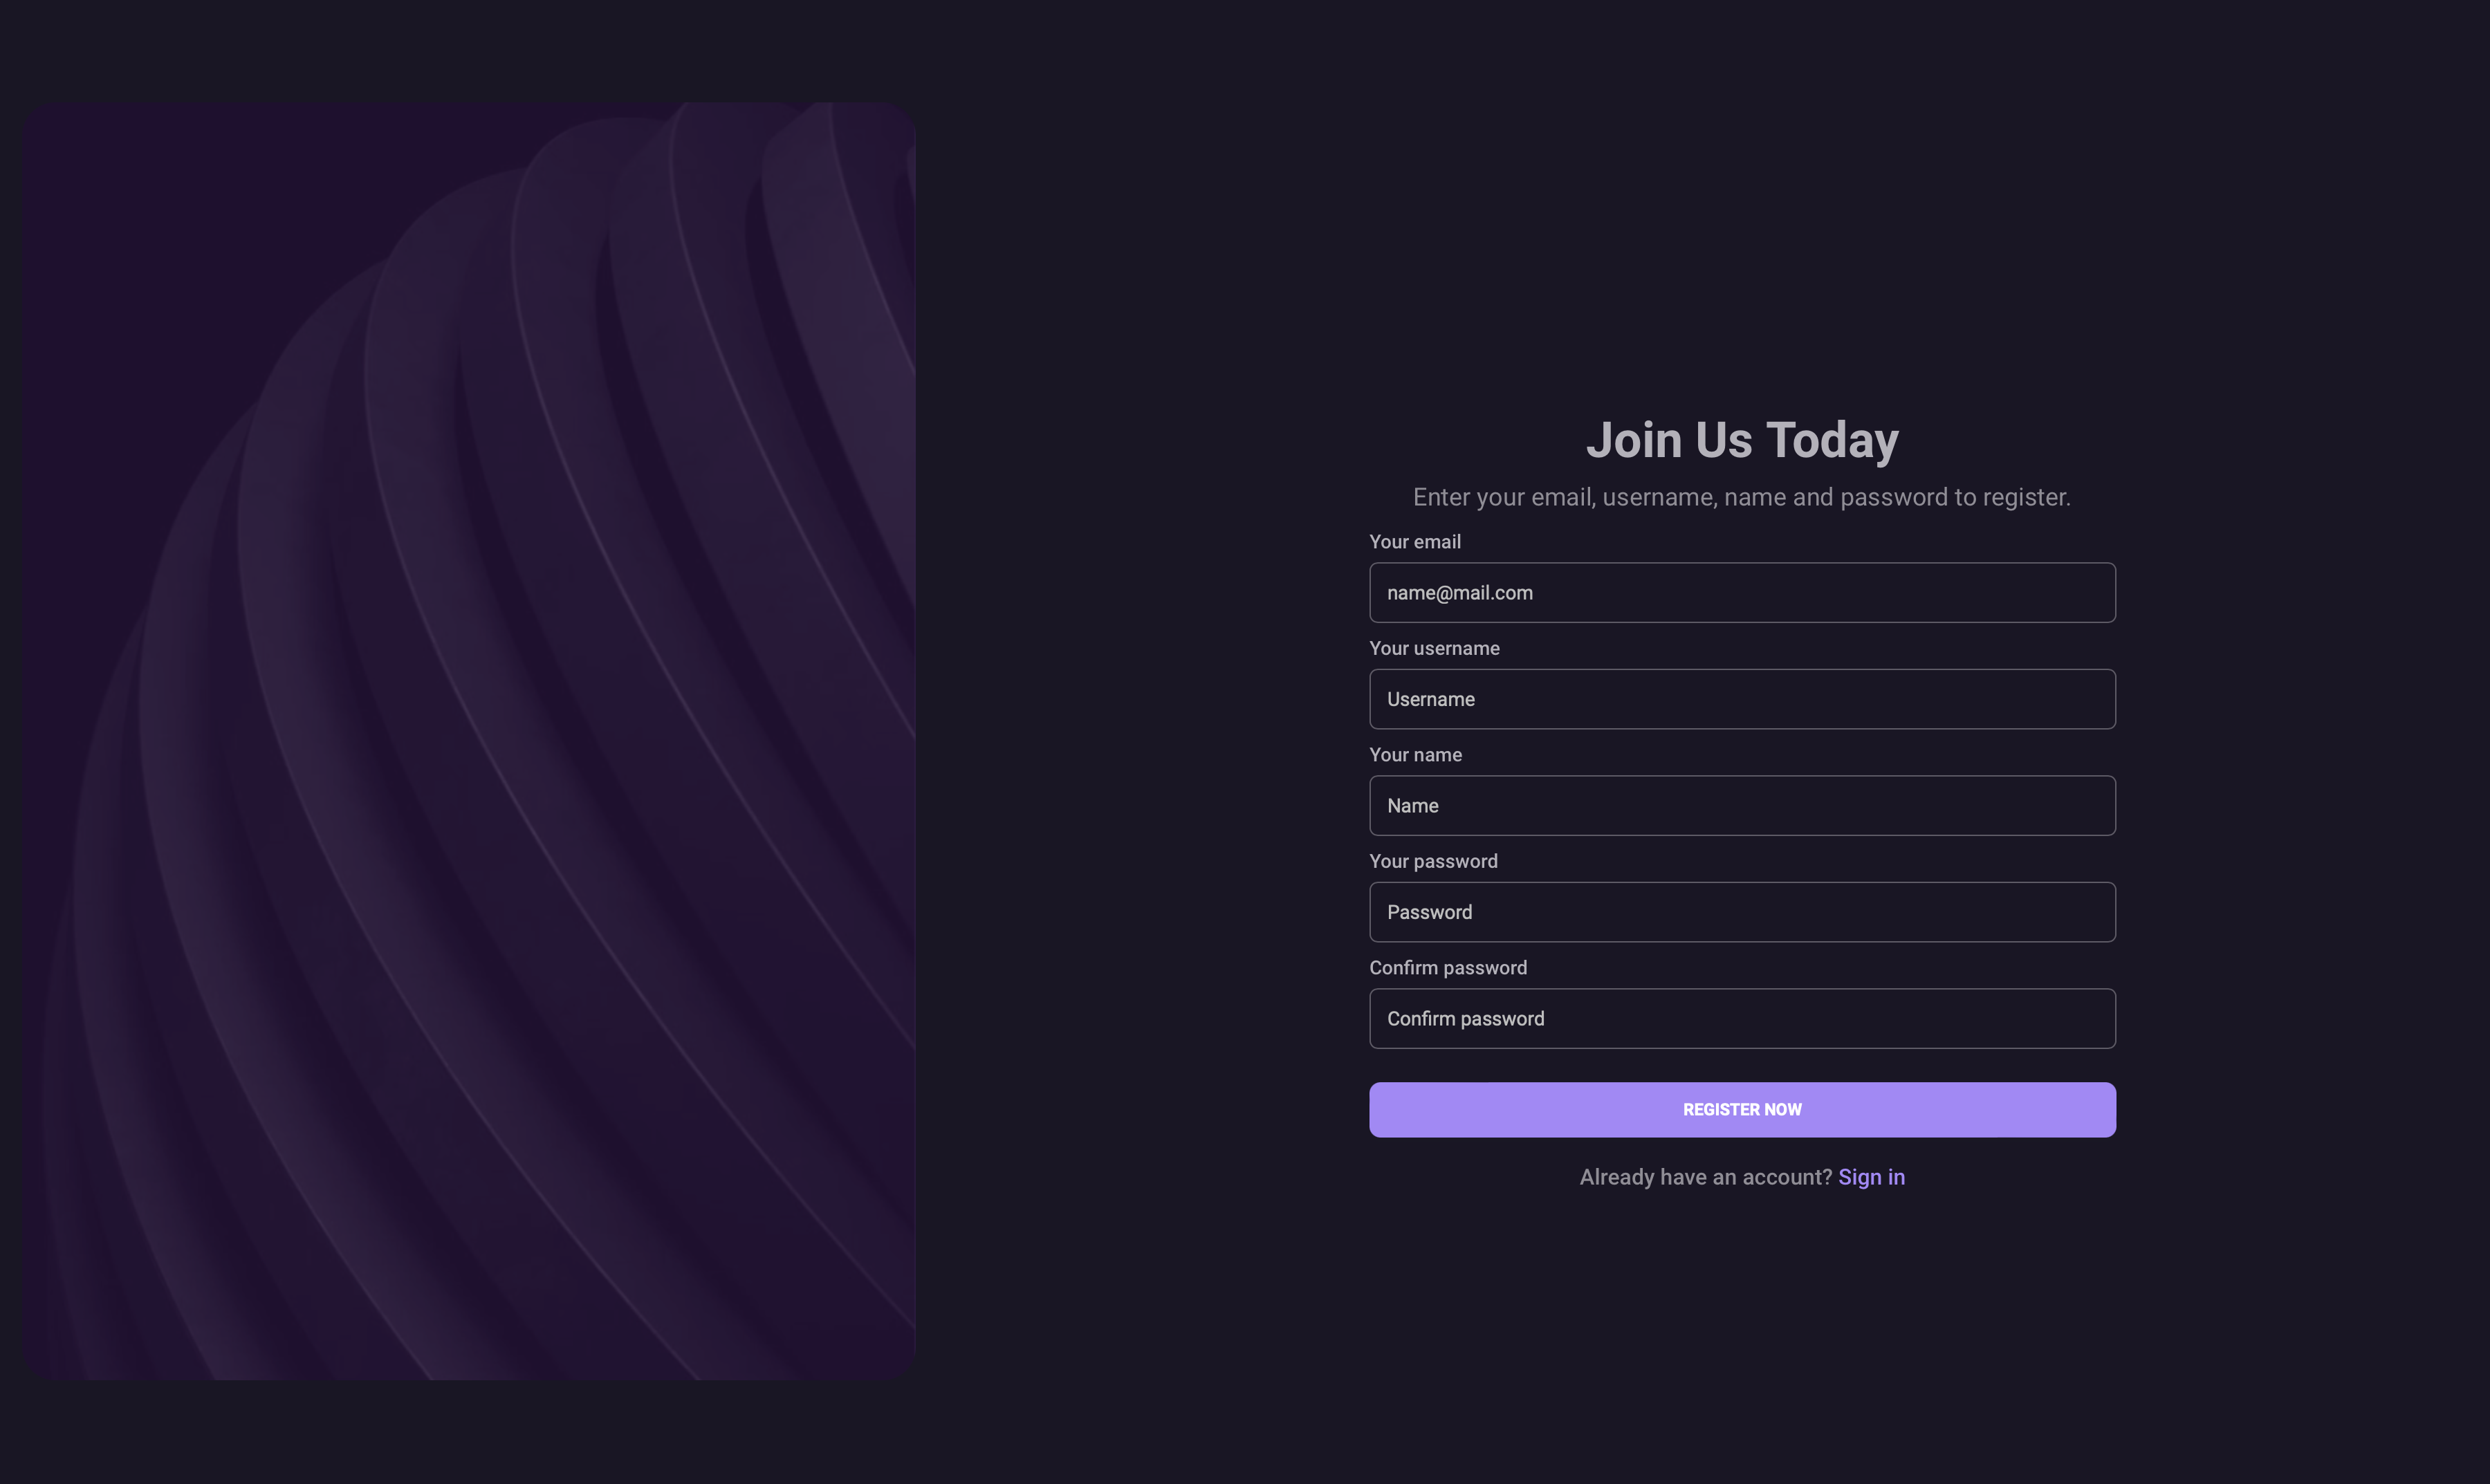 Join Us Today
Enter your email, username, name and password to register.
Your email
name@mail.com
Your username
Username
Your name
Name
Your password
Password
Confirm password
Confirm password
REGISTER NOW
Already have an account? Sign in